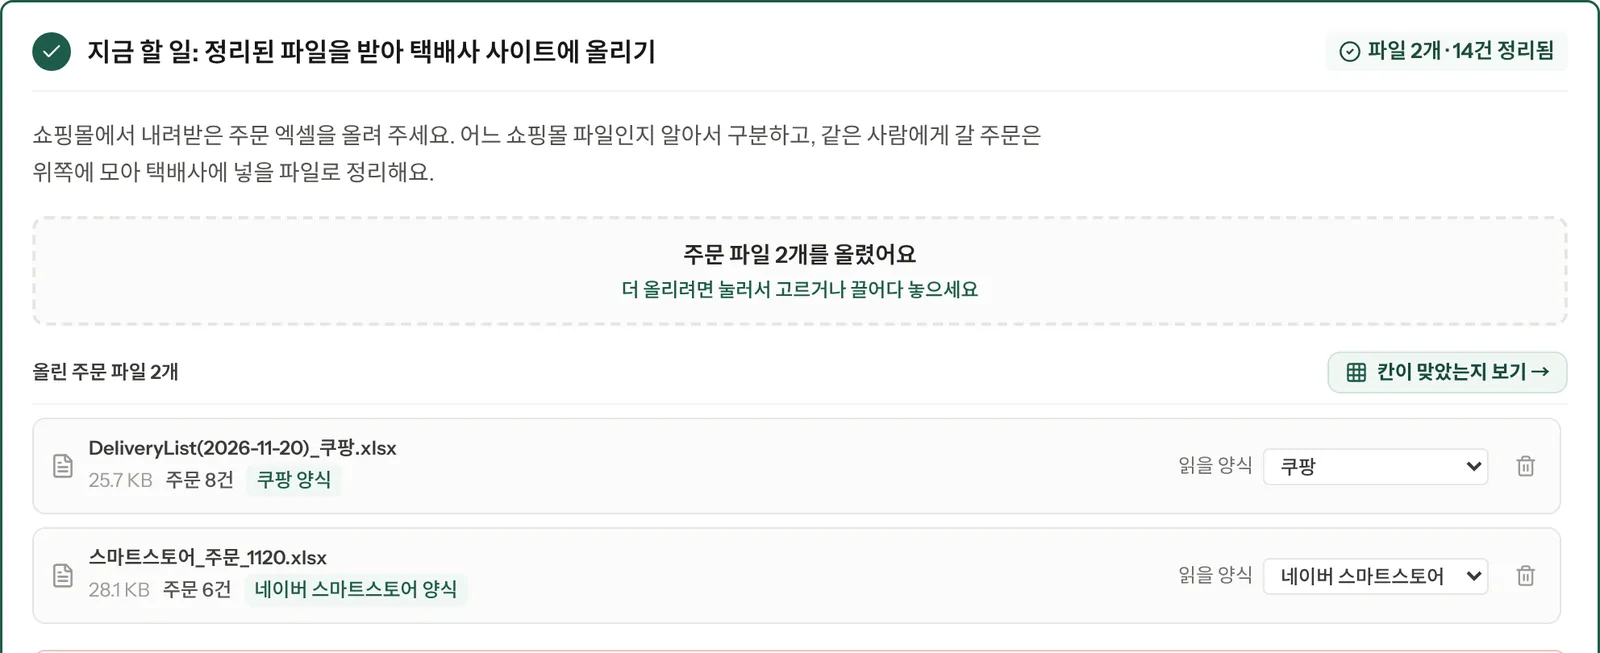 지금 할 일: 정리된 파일을 받아 택배사 사이트에 올리기
파일 2개·14건 정리됨
쇼핑몰에서 내려받은 주문 엑셀을 올려 주세요. 어느 쇼핑몰 파일인지 알아서 구분하고, 같은 사람에게 갈 주문은
위쪽에 모아 택배사에 넣을 파일로 정리해요.
주문 파일 2개를 올렸어요
더 올리려면 눌러서 고르거나 끌어다 놓으세요
올린 주문 파일 2개
칸이 맞았는지 보기 →
DeliveryList(2026-11-20)_쿠팡.xlsx
25.7 KB 주문 8건 쿠팡 양식
읽을 양식 쿠팡
스마트스토어_주문_1120.xlsx
28.1 KB 주문 6건 네이버 스마트스토어 양식
읽을 양식 네이버 스마트스토어